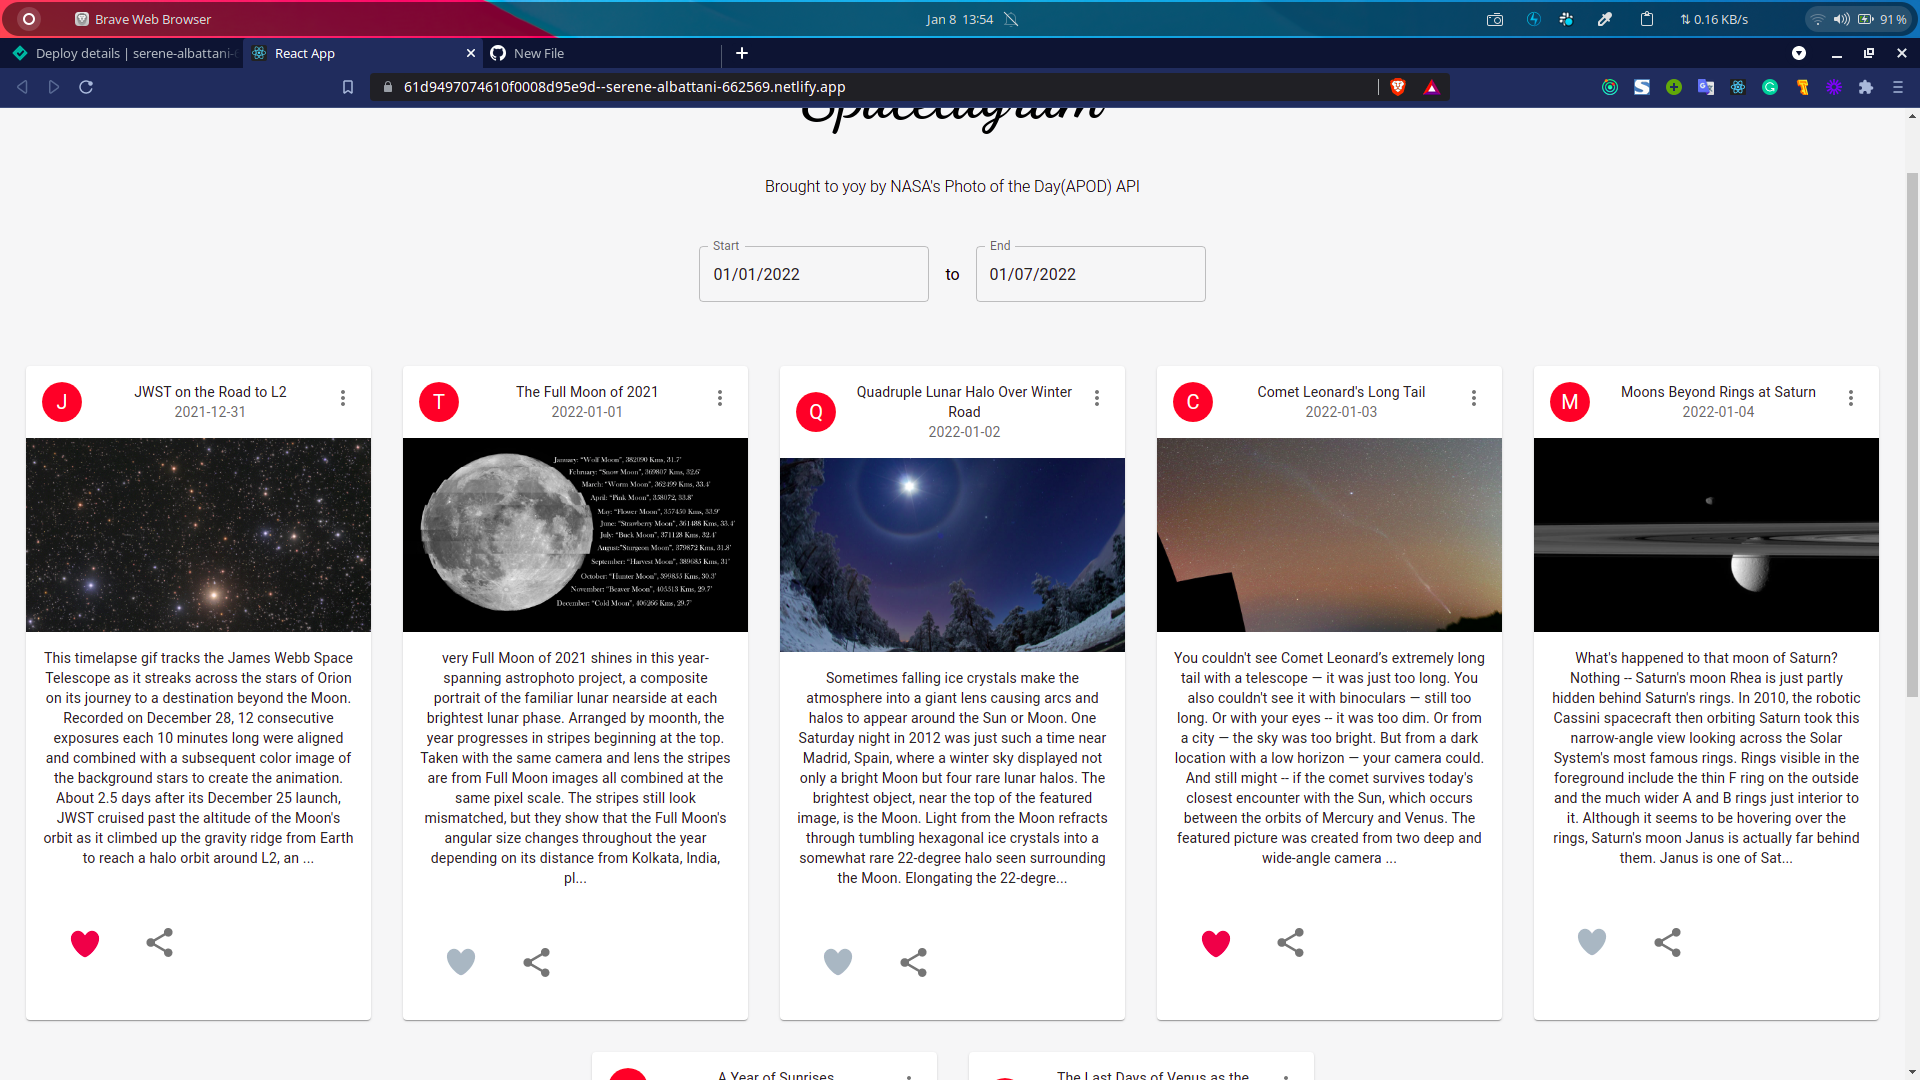 Brave Web Browser
Jan 8 13:54
0.16 KB/s
91 %
Deploy details | serene-albattani-6
React App
New File
61d9497074610f0008d95e9d--serene-albattani-662569.netlify.app
Spacetagram
Brought to yoy by NASA's Photo of the Day(APOD) API
Start
01/01/2022
to
End
01/07/2022
J
JWST on the Road to L2
2021-12-31
This timelapse gif tracks the James Webb Space
Telescope as it streaks across the stars of Orion
on its journey to a destination beyond the Moon.
Recorded on December 28, 12 consecutive
exposures each 10 minutes long were aligned
and combined with a subsequent color image of
the background stars to create the animation.
About 2.5 days after its December 25 launch,
JWST cruised past the altitude of the Moon's
orbit as it climbed up the gravity ridge from Earth
to reach a halo orbit around L2, an ...
T
The Full Moon of 2021
2022-01-01
January: "Wolf Moon", 382090 Kms, 31.7'
February: "Snow Moon", 369807 Kms, 32.6'
March: "Worm Moon", 362499 Kms, 33.4'
April: "Pink Moon", 358072, 33.8'
May: "Flower Moon", 357450 Kms, 33.9'
June: "Strawberry Moon", 361488 Kms, 33.4'
July: "Buck Moon", 371128 Kms, 32.4'
August:"Sturgeon Moon", 379872 Kms, 31.8'
September: "Harvest Moon", 389685 Kms, 31'
October: "Hunter Moon", 399855 Kms, 30.3'
November: "Beaver Moon", 405513 Kms, 29.7'
December: "Cold Moon", 406266 Kms, 29.7'
very Full Moon of 2021 shines in this year-
spanning astrophoto project, a composite
portrait of the familiar lunar nearside at each
brightest lunar phase. Arranged by moonth, the
year progresses in stripes beginning at the top.
Taken with the same camera and lens the stripes
are from Full Moon images all combined at the
same pixel scale. The stripes still look
mismatched, but they show that the Full Moon's
angular size changes throughout the year
depending on its distance from Kolkata, India,
pl...
Q
Quadruple Lunar Halo Over Winter
Road
2022-01-02
Sometimes falling ice crystals make the
atmosphere into a giant lens causing arcs and
halos to appear around the Sun or Moon. One
Saturday night in 2012 was just such a time near
Madrid, Spain, where a winter sky displayed not
only a bright Moon but four rare lunar halos. The
brightest object, near the top of the featured
image, is the Moon. Light from the Moon refracts
through tumbling hexagonal ice crystals into a
somewhat rare 22-degree halo seen surrounding
the Moon. Elongating the 22-degre...
C
Comet Leonard's Long Tail
2022-01-03
You couldn't see Comet Leonard’s extremely long
tail with a telescope — it was just too long. You
also couldn't see it with binoculars — still too
long. Or with your eyes -- it was too dim. Or from
a city — the sky was too bright. But from a dark
location with a low horizon — your camera could.
And still might -- if the comet survives today's
closest encounter with the Sun, which occurs
between the orbits of Mercury and Venus. The
featured picture was created from two deep and
wide-angle camera ...
M
Moons Beyond Rings at Saturn
2022-01-04
What's happened to that moon of Saturn?
Nothing -- Saturn's moon Rhea is just partly
hidden behind Saturn's rings. In 2010, the robotic
Cassini spacecraft then orbiting Saturn took this
narrow-angle view looking across the Solar
System's most famous rings. Rings visible in the
foreground include the thin F ring on the outside
and the much wider A and B rings just interior to
it. Although it seems to be hovering over the
rings, Saturn's moon Janus is actually far behind
them. Janus is one of Sat...
A Year of Sunrises
The Last Days of Venus as the